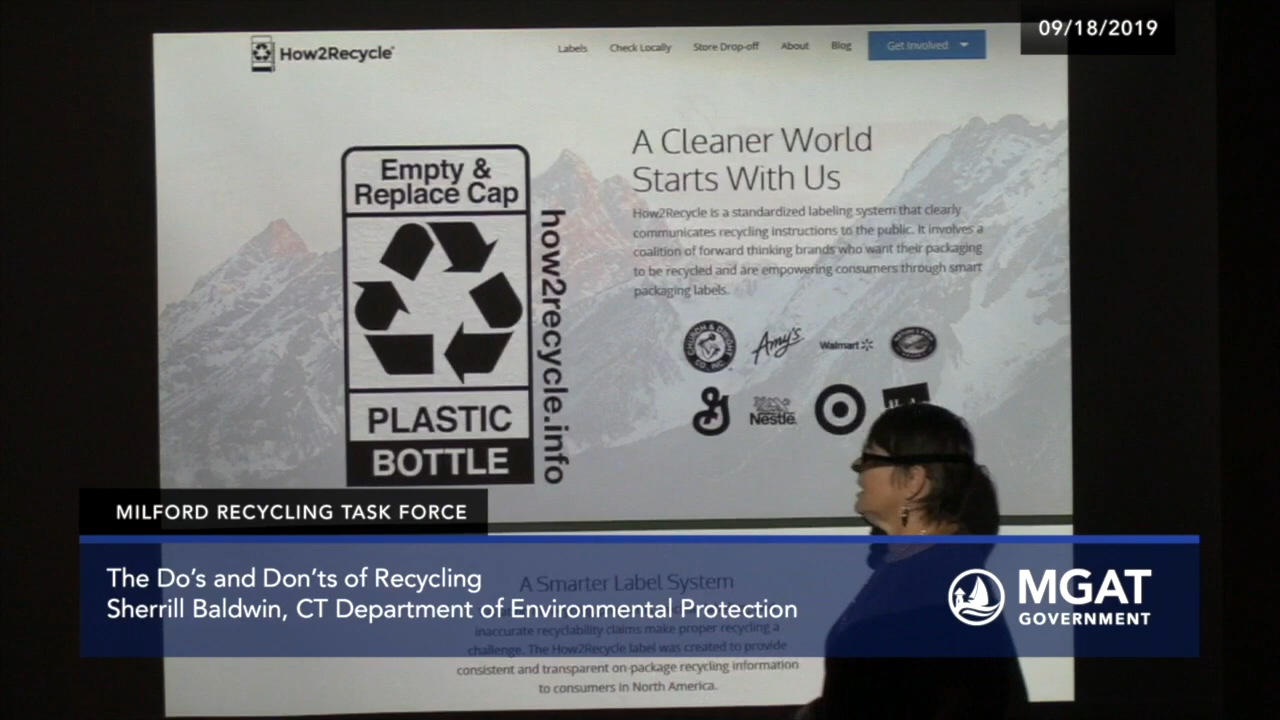 09/18/2019
How2Recycle
Labels
Check Locally
Store Drop-off
About
Blog
Get Involved
A Cleaner World
Starts With Us
Empty &
Replace Cap
PLASTIC
BOTTLE
how2recycle.info
How2Recycle is a standardized labeling system that clearly
communicates recycling instructions to the public. It involves a
coalition of forward thinking brands who want their packaging
to be recycled and are empowering consumers through smart
packaging labels.
CHURCH & DWIGHT
CO., INC.
Amy's
Walmart
G
Nestle
MILFORD RECYCLING TASK FORCE
The Do's and Don'ts of Recycling
Sherrill Baldwin, CT Department of Environmental Protection
MGAT
GOVERNMENT
A Smarter Label System
inaccurate recyclability claims make proper recycling a
challenge. The How2Recycle label was created to provide
consistent and transparent on-package recycling information
to consumers in North America.